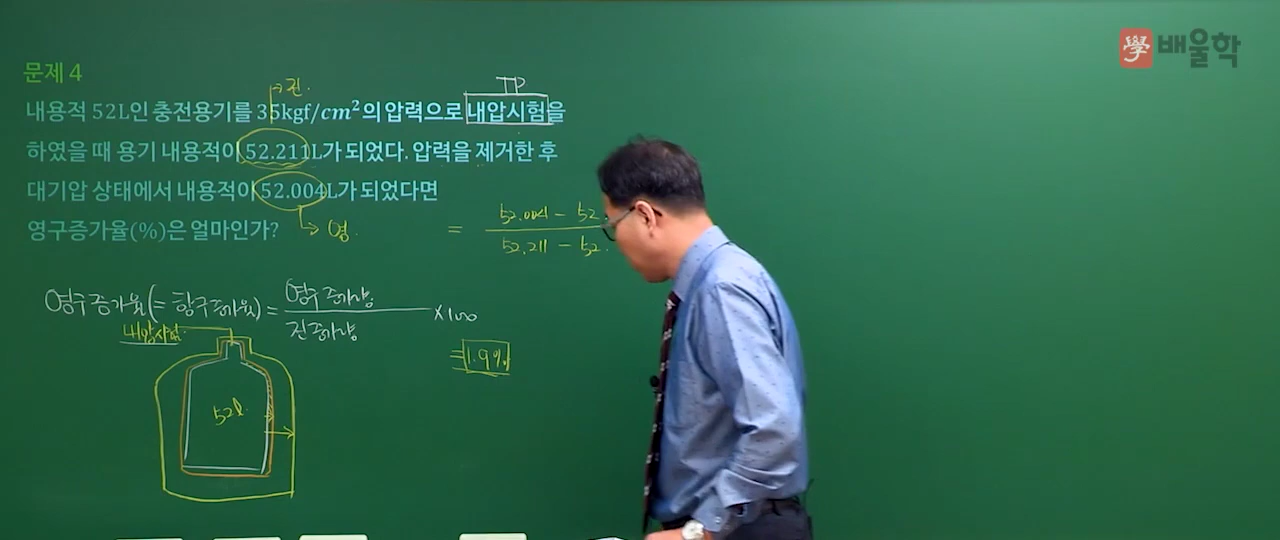 學 배울학
문제 4
전.
TP
내용적 52L인 충전용기를 35kgf/cm²의 압력으로 내압시험을
하였을 때 용기 내용적이 52.211L가 되었다. 압력을 제거한 후
대기압 상태에서 내용적이 52.004L가 되었다면
영구증가율(%)은 얼마인가?
영.
= 52.004 - 52
52.211 - 52.
영구증가율(= 항구증가율) = 영구증가량 × 100
전증가량
내압시험
= 1.9%
52ℓ